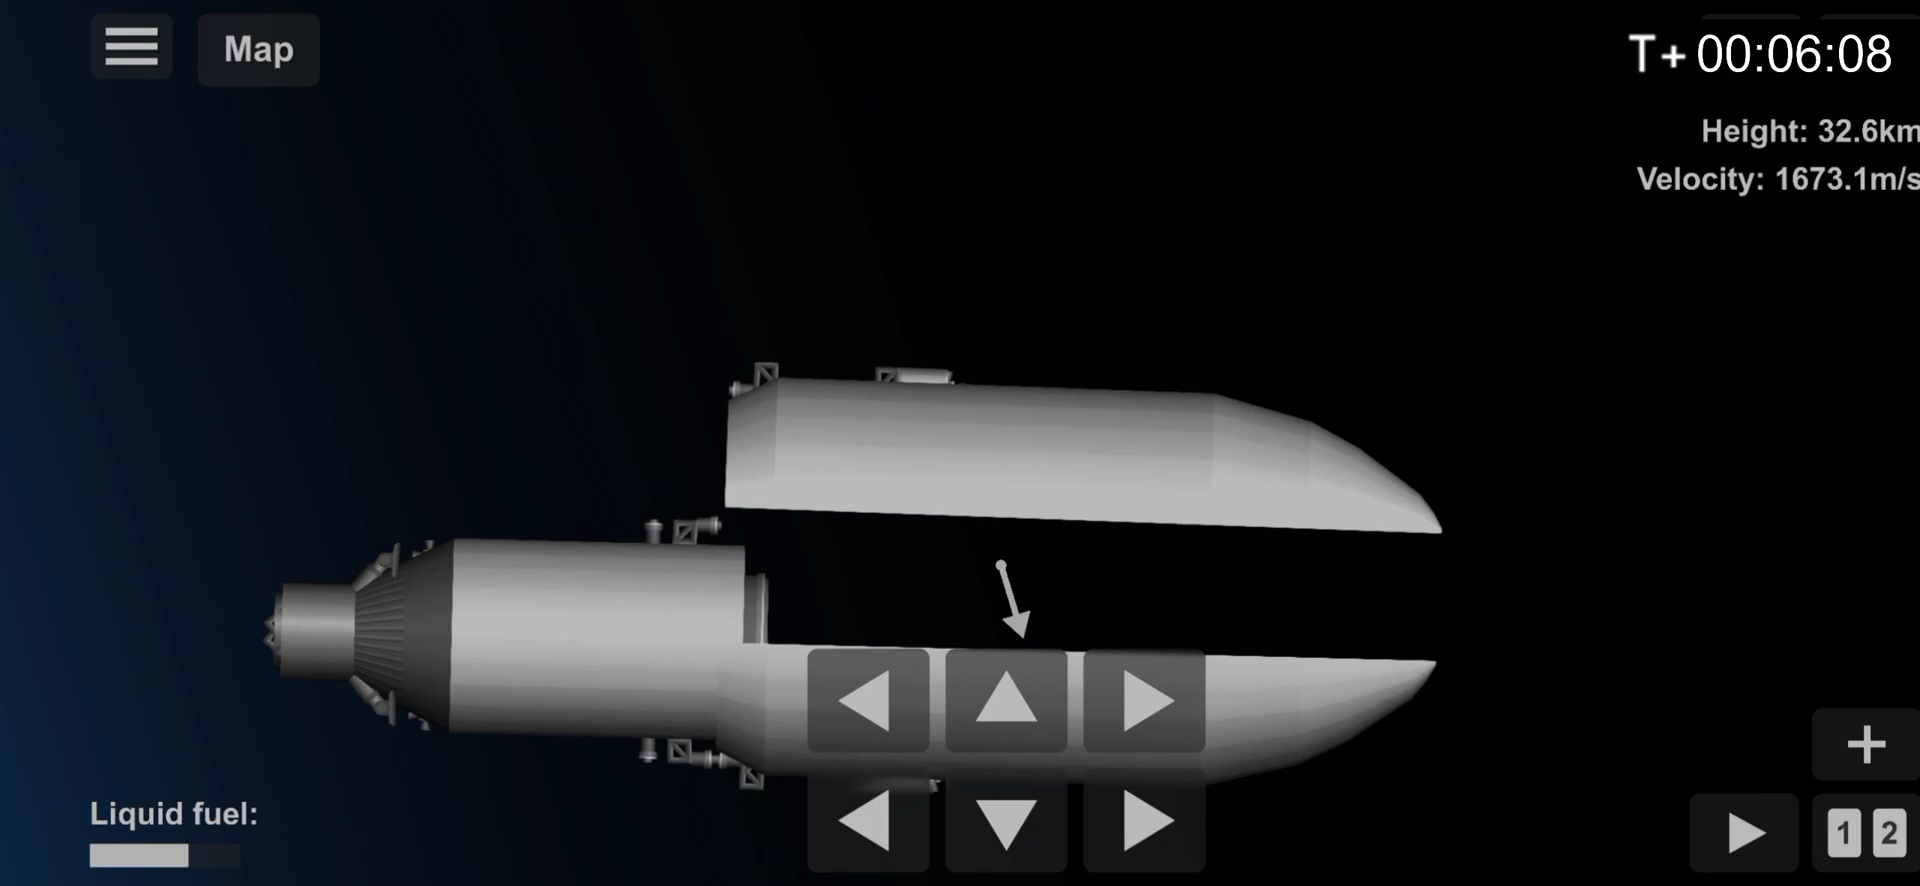 Map
T+ 00:06:08
Height: 32.6km
Velocity: 1673.1m/s
Liquid fuel:
1 2